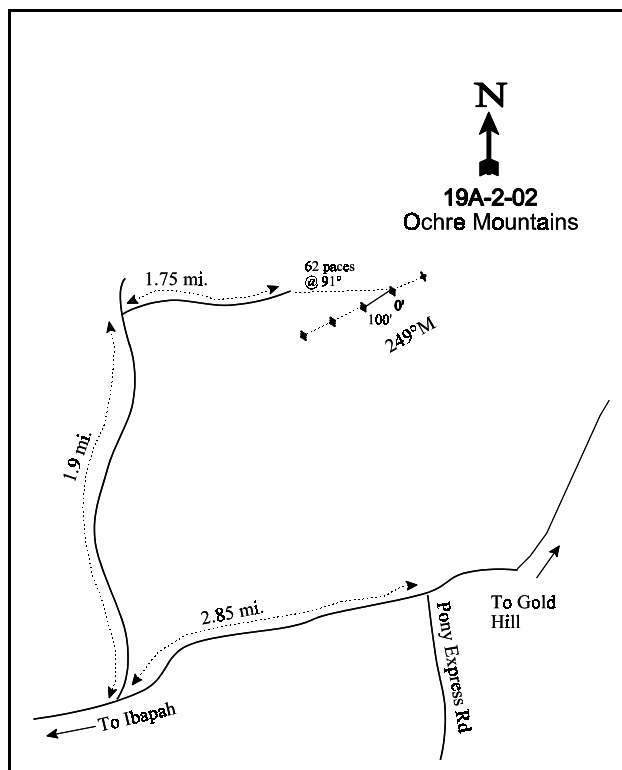 N
19A-2-02
Ochre Mountains
62 paces
@ 91°
1.75 mi.
0'
100'
249°M
1.9 mi.
2.85 mi.
To Gold
Hill
Pony Express Rd
To Ibapah